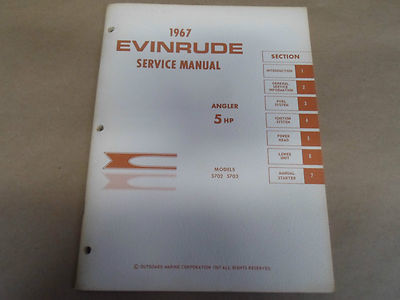 1967
EVINRUDE
SERVICE MANUAL
ANGLER
5 HP
MODELS
5702 5703
SECTION
INTRODUCTION 1
GENERAL
SERVICE
INFORMATION 2
FUEL
SYSTEM 3
IGNITION
SYSTEM 4
POWER
HEAD 5
LOWER
UNIT 6
MANUAL
STARTER 7
© OUTBOARD MARINE CORPORATION 1967 ALL RIGHTS RESERVED